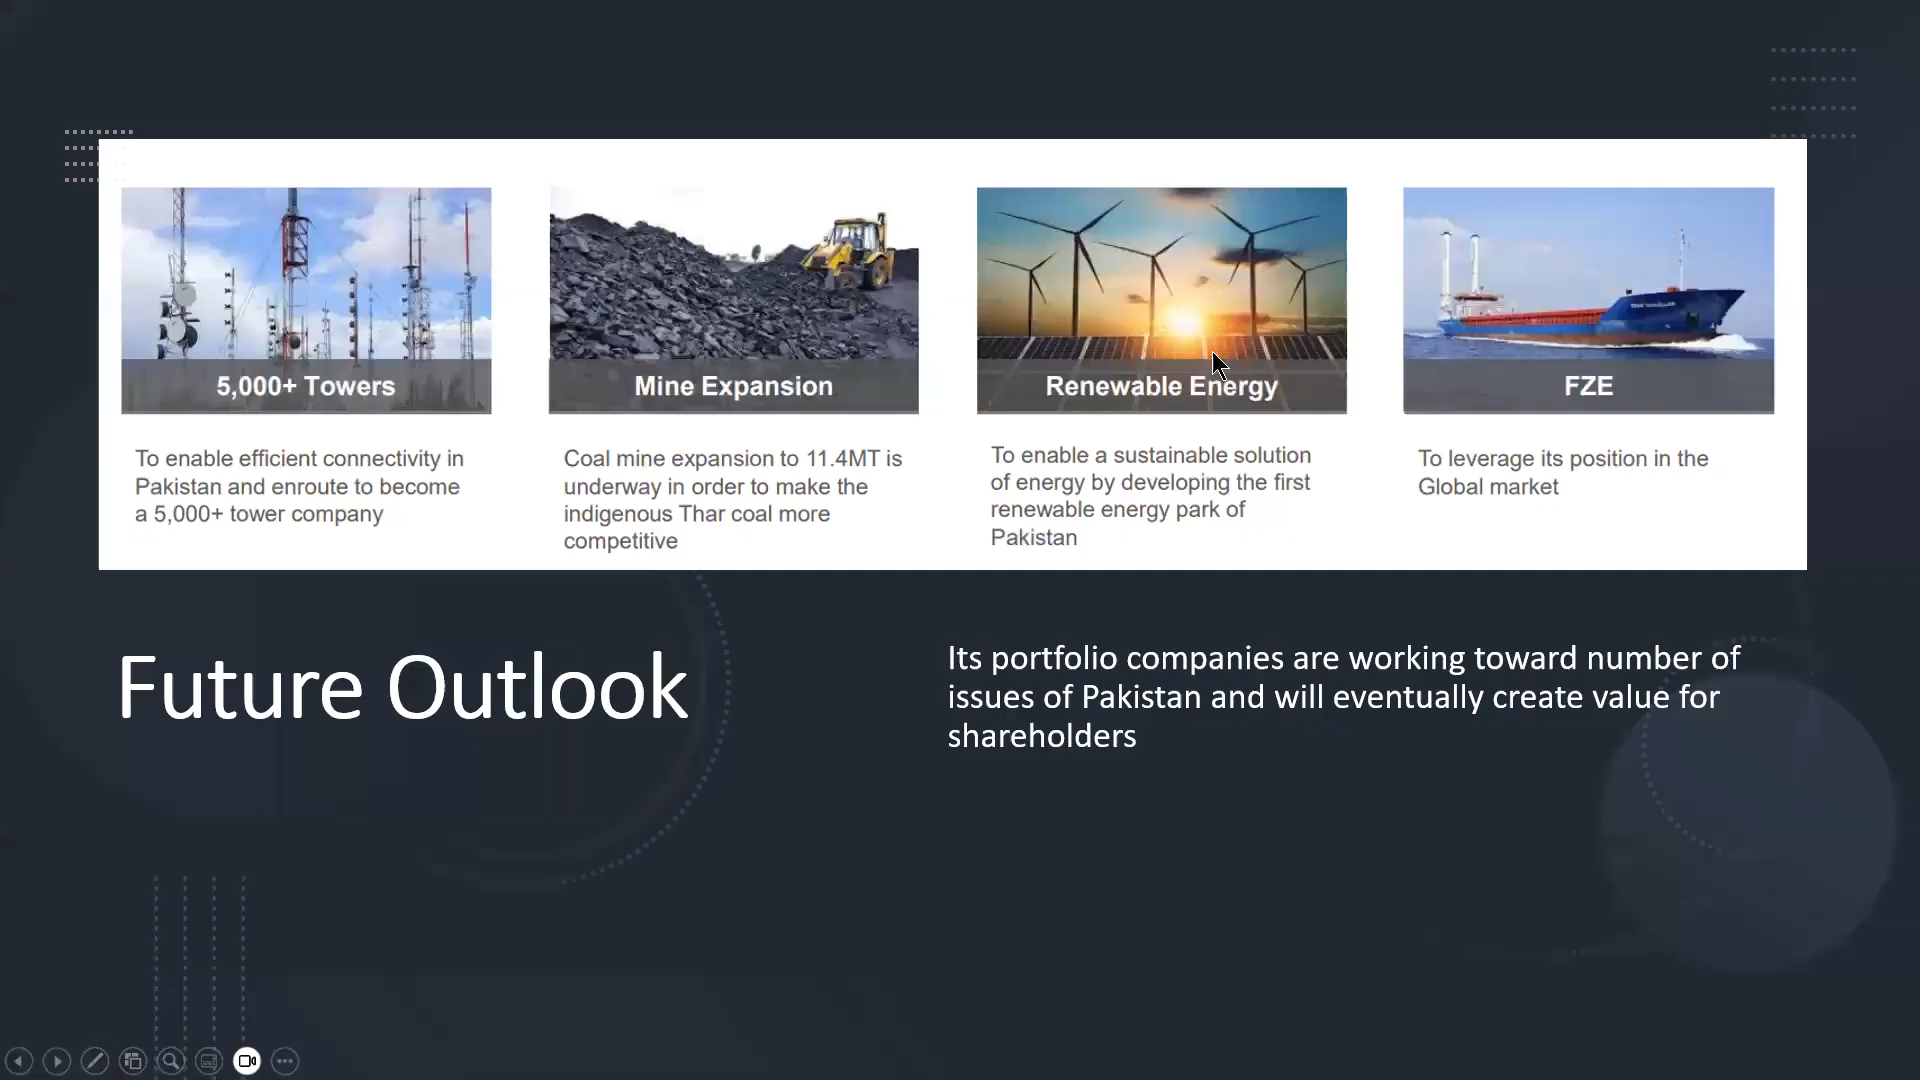 5,000+ Towers
Mine Expansion
Renewable Energy
FZE
To enable efficient connectivity in
Pakistan and enroute to become
a 5,000+ tower company
Coal mine expansion to 11.4MT is
underway in order to make the
indigenous Thar coal more
competitive
To enable a sustainable solution
of energy by developing the first
renewable energy park of
Pakistan
To leverage its position in the
Global market
Future Outlook
Its portfolio companies are working toward number of
issues of Pakistan and will eventually create value for
shareholders